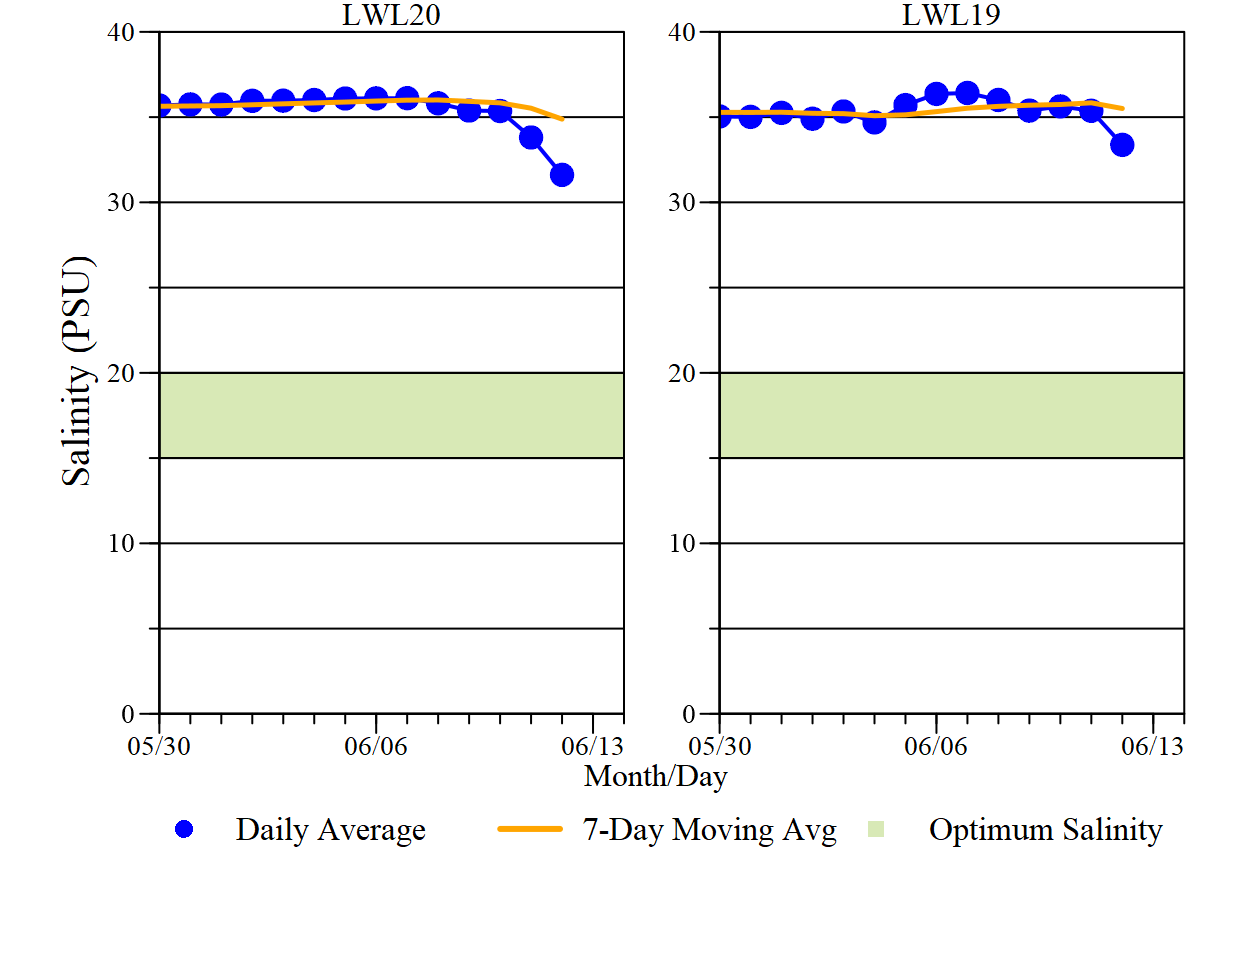 LWL20 LWL19
40 40
30 30
20 20
10 10
0 0
Salinity (PSU)
05/30 06/06 06/13 05/30 06/06 06/13
Month/Day
Daily Average 7-Day Moving Avg Optimum Salinity